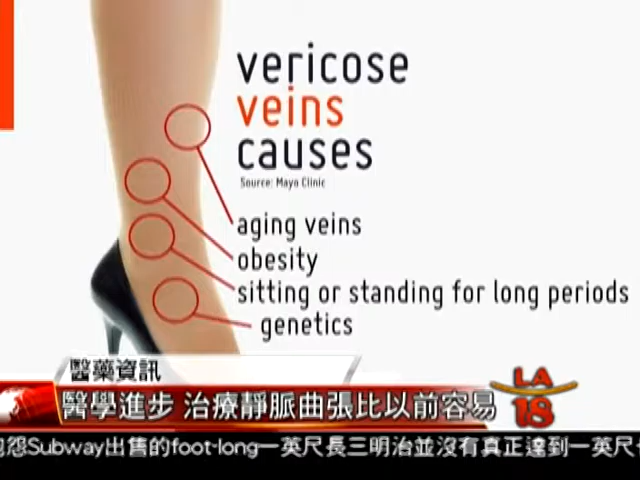 vericose
veins
causes
Source: Mayo Clinic
aging veins
obesity
sitting or standing for long periods
genetics
醫藥資訊
醫學進步 治療靜脈曲張比以前容易
LA
18
怨Subway出售的foot-long一英尺長三明治並沒有真正達到一英尺